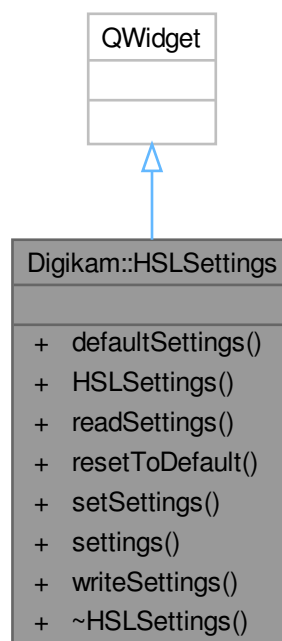 QWidget
Digikam::HSLSettings
+ defaultSettings()
+ HSLSettings()
+ readSettings()
+ resetToDefault()
+ setSettings()
+ settings()
+ writeSettings()
+ ~HSLSettings()